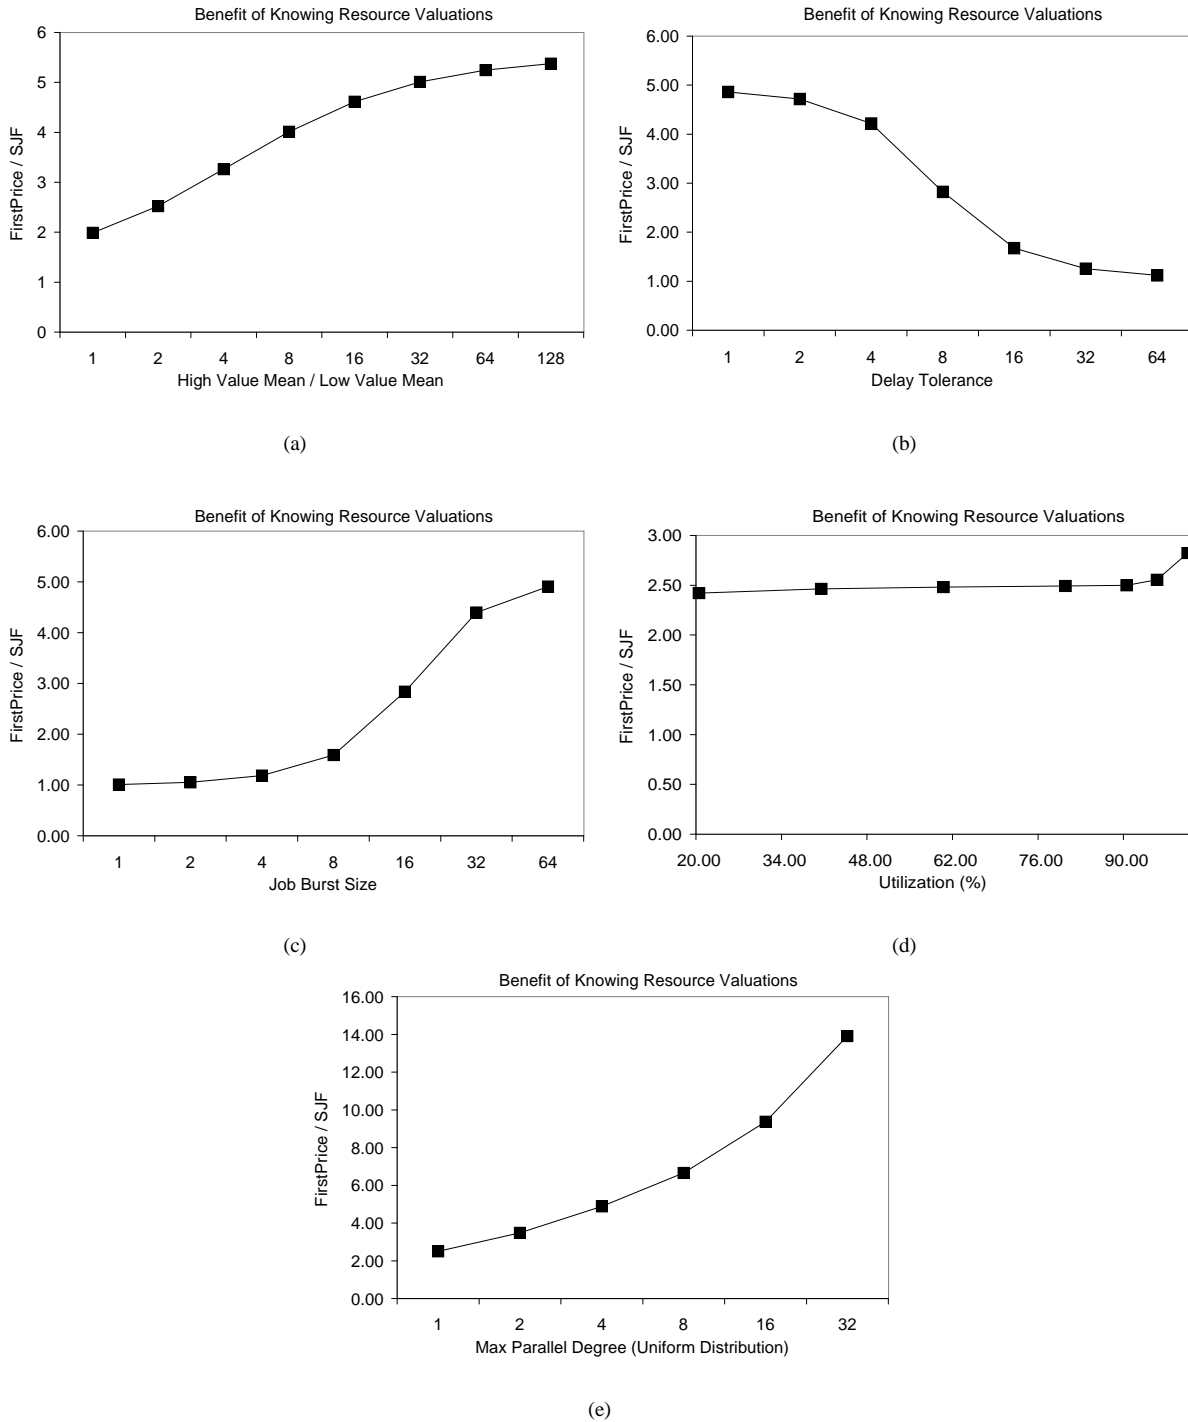 Benefit of Knowing Resource Valuations
6
5
4
3
2
1
0
FirstPrice / SJF
1 2 4 8 16 32 64 128
High Value Mean / Low Value Mean
(a)
Benefit of Knowing Resource Valuations
6.00
5.00
4.00
3.00
2.00
1.00
0.00
FirstPrice / SJF
1 2 4 8 16 32 64
Delay Tolerance
(b)
Benefit of Knowing Resource Valuations
6.00
5.00
4.00
3.00
2.00
1.00
0.00
FirstPrice / SJF
1 2 4 8 16 32 64
Job Burst Size
(c)
Benefit of Knowing Resource Valuations
3.00
2.50
2.00
1.50
1.00
0.50
0.00
FirstPrice / SJF
20.00 34.00 48.00 62.00 76.00 90.00
Utilization (%)
(d)
Benefit of Knowing Resource Valuations
16.00
14.00
12.00
10.00
8.00
6.00
4.00
2.00
0.00
FirstPrice / SJF
1 2 4 8 16 32
Max Parallel Degree (Uniform Distribution)
(e)